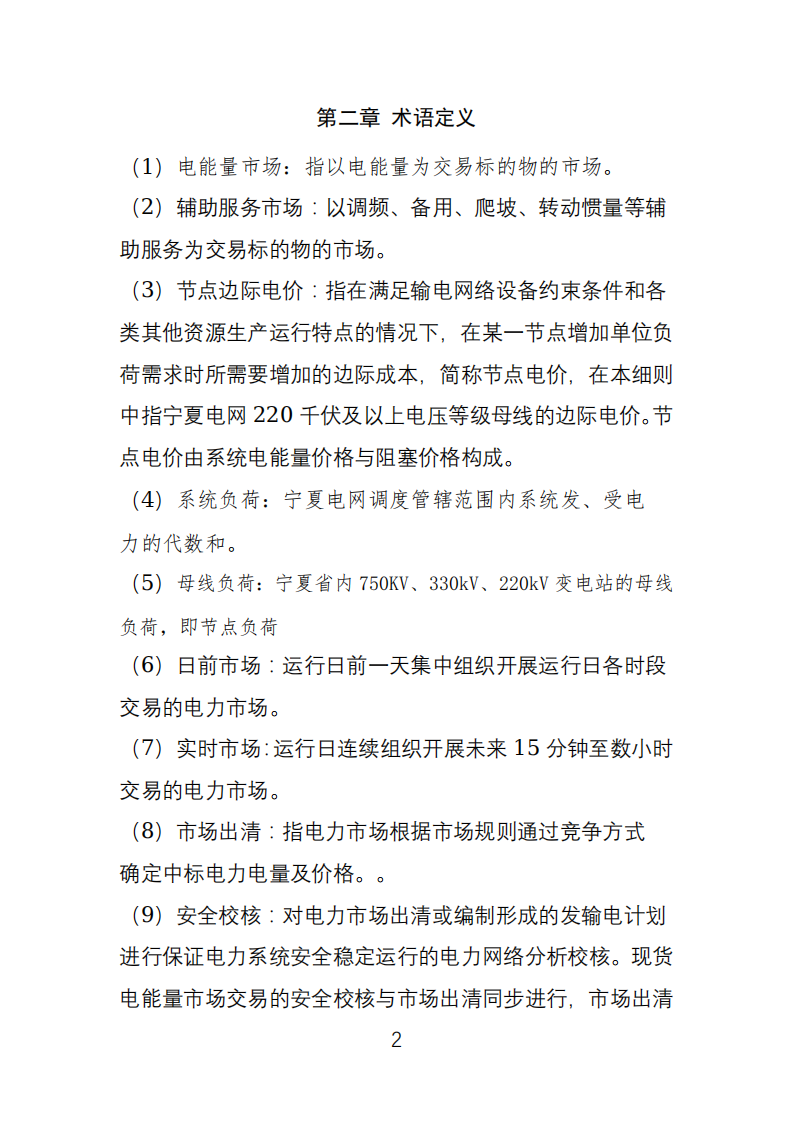 第二章 术语定义
（1）电能量市场：指以电能量为交易标的物的市场。
（2）辅助服务市场：以调频、备用、爬坡、转动惯量等辅
助服务为交易标的物的市场。
（3）节点边际电价：指在满足输电网络设备约束条件和各
类其他资源生产运行特点的情况下，在某一节点增加单位负
荷需求时所需要增加的边际成本，简称节点电价，在本细则
中指宁夏电网 220 千伏及以上电压等级母线的边际电价。节
点电价由系统电能量价格与阻塞价格构成。
（4）系统负荷：宁夏电网调度管辖范围内系统发、受电
力的代数和。
（5）母线负荷：宁夏省内 750KV、330kV、220kV 变电站的母线
负荷，即节点负荷
（6）日前市场：运行日前一天集中组织开展运行日各时段
交易的电力市场。
（7）实时市场：运行日连续组织开展未来 15 分钟至数小时
交易的电力市场。
（8）市场出清：指电力市场根据市场规则通过竞争方式
确定中标电力电量及价格。。
（9）安全校核：对电力市场出清或编制形成的发输电计划
进行保证电力系统安全稳定运行的电力网络分析校核。现货
电能量市场交易的安全校核与市场出清同步进行，市场出清
2